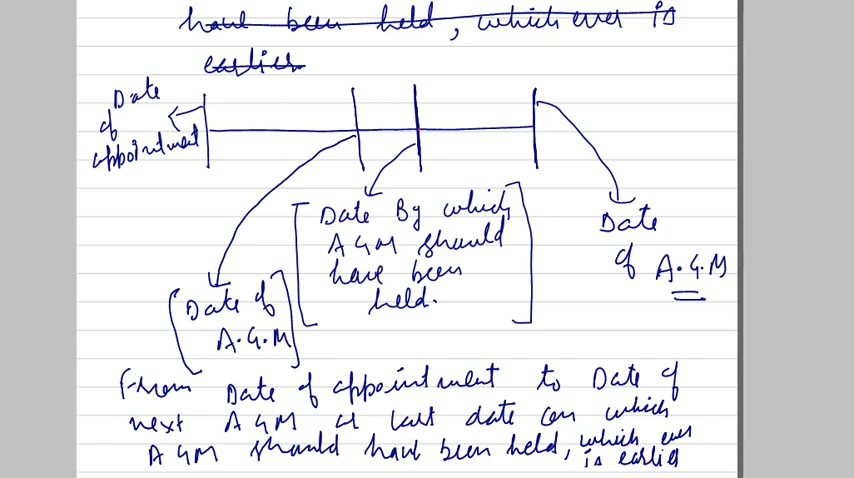 have been held, which ever is
earlier
Date
of
appointment
Date By which
AGM should
have been
held.
Date
of A.G.M
Date of
A.G.M
From Date of appointment to Date of
next AGM or last date on which
AGM should have been held, which ever
is earlier